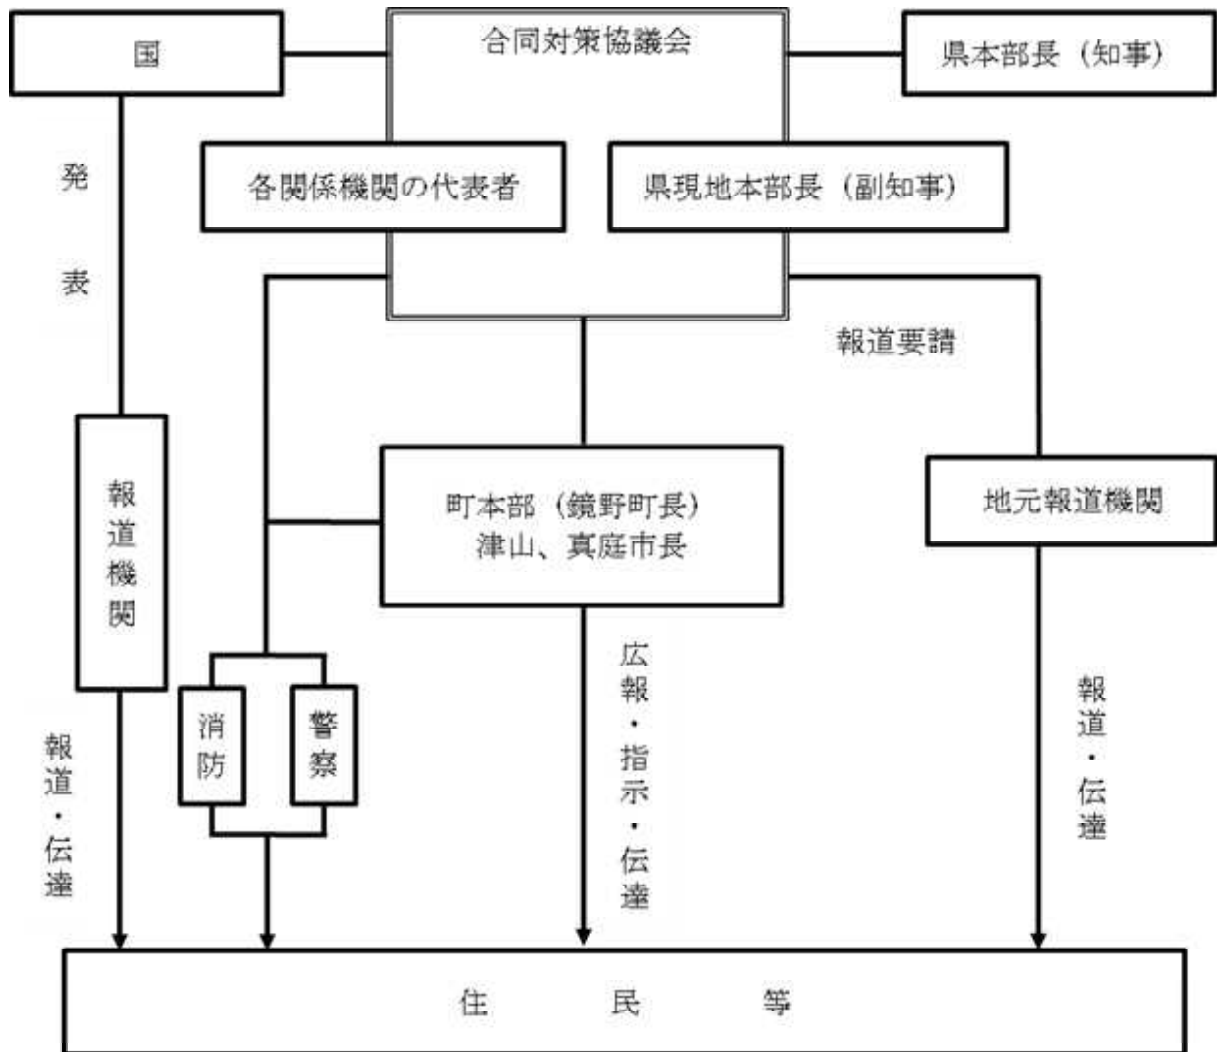 国
合同対策協議会
県本部長（知事）
発表
各関係機関の代表者
県現地本部長（副知事）
報道要請
報道機関
町本部（鏡野町長）
津山、真庭市長
地元報道機関
消防
警察
報道・伝達
広報・指示・伝達
報道・伝達
住民等